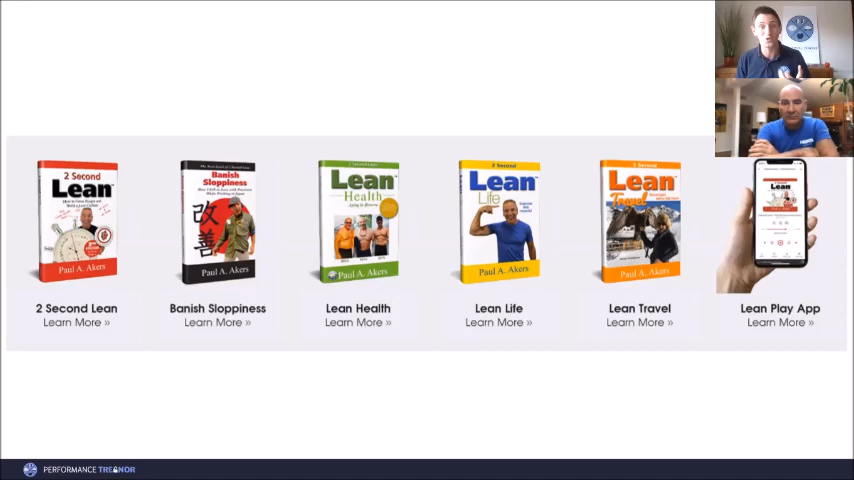 2 Second
Lean
Paul A. Akers
Banish
Sloppiness
改
善
Paul A. Akers
Lean
Health
Paul A. Akers
2 Second
Lean
Life
Paul A. Akers
2 Second
Lean
Travel
Paul A. Akers
Lean
2 Second Lean
Learn More »
Banish Sloppiness
Learn More »
Lean Health
Learn More »
Lean Life
Learn More »
Lean Travel
Learn More »
Lean Play App
Learn More »
PERFORMANCE TREANOR